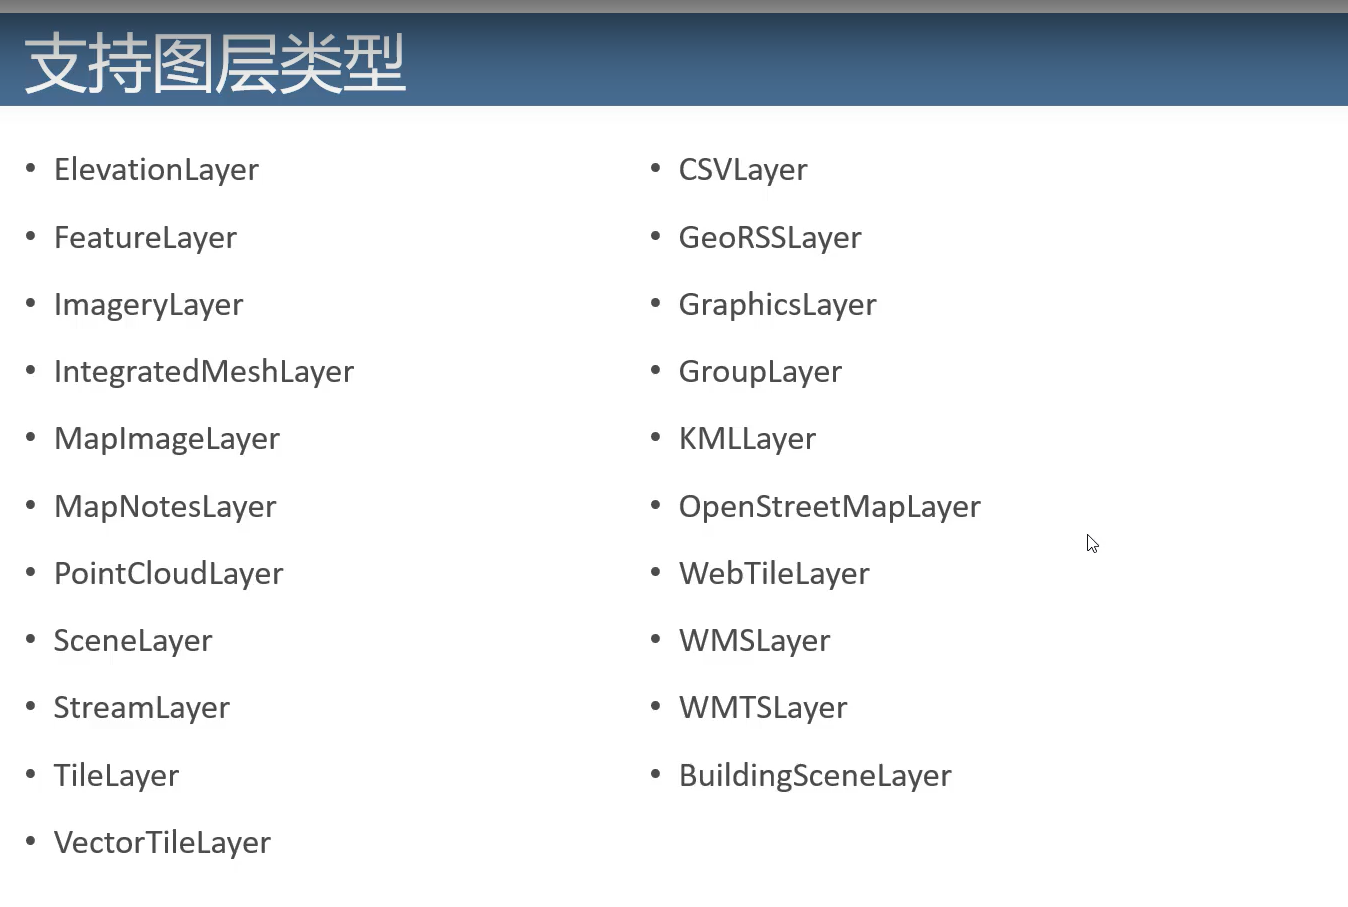 支持图层类型
• ElevationLayer
• FeatureLayer
• ImageryLayer
• IntegratedMeshLayer
• MapImageLayer
• MapNotesLayer
• PointCloudLayer
• SceneLayer
• StreamLayer
• TileLayer
• VectorTileLayer
• CSVLayer
• GeoRSSLayer
• GraphicsLayer
• GroupLayer
• KMLLayer
• OpenStreetMapLayer
• WebTileLayer
• WMSLayer
• WMTSLayer
• BuildingSceneLayer